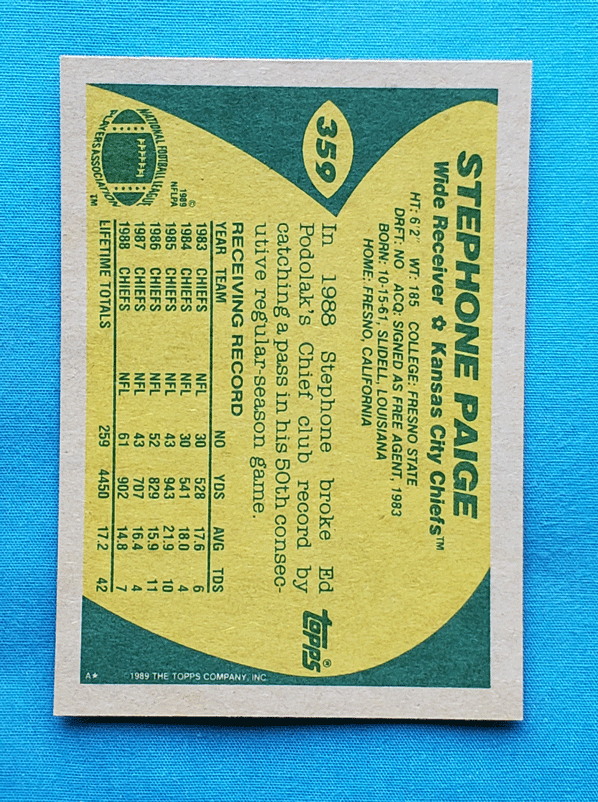 359
STEPHONE PAIGE
Wide Receiver ✩ Kansas City Chiefs™
HT: 6'2" WT: 185 COLLEGE: FRESNO STATE
DRFT: NO ACQ: SIGNED AS FREE AGENT, 1983
BORN: 10-15-61, SLIDELL, LOUISIANA
HOME: FRESNO, CALIFORNIA
In 1988 Stephone broke Ed
Podolak's Chief club record by
catching a pass in his 50th consec-
utive regular-season game.
topps®
RECEIVING RECORD
YEAR TEAM NO YDS AVG TDS
1983 CHIEFS NFL 30 528 17.6 6
1984 CHIEFS NFL 30 541 18.0 4
1985 CHIEFS NFL 43 943 21.9 10
1986 CHIEFS NFL 52 829 15.9 11
1987 CHIEFS NFL 43 707 16.4 4
1988 CHIEFS NFL 61 902 14.8 7
LIFETIME TOTALS 259 4450 17.2 42
NATIONAL FOOTBALL LEAGUE
PLAYERS ASSOCIATION™
©
1989
NFLPA
A* ©1989 THE TOPPS COMPANY, INC.